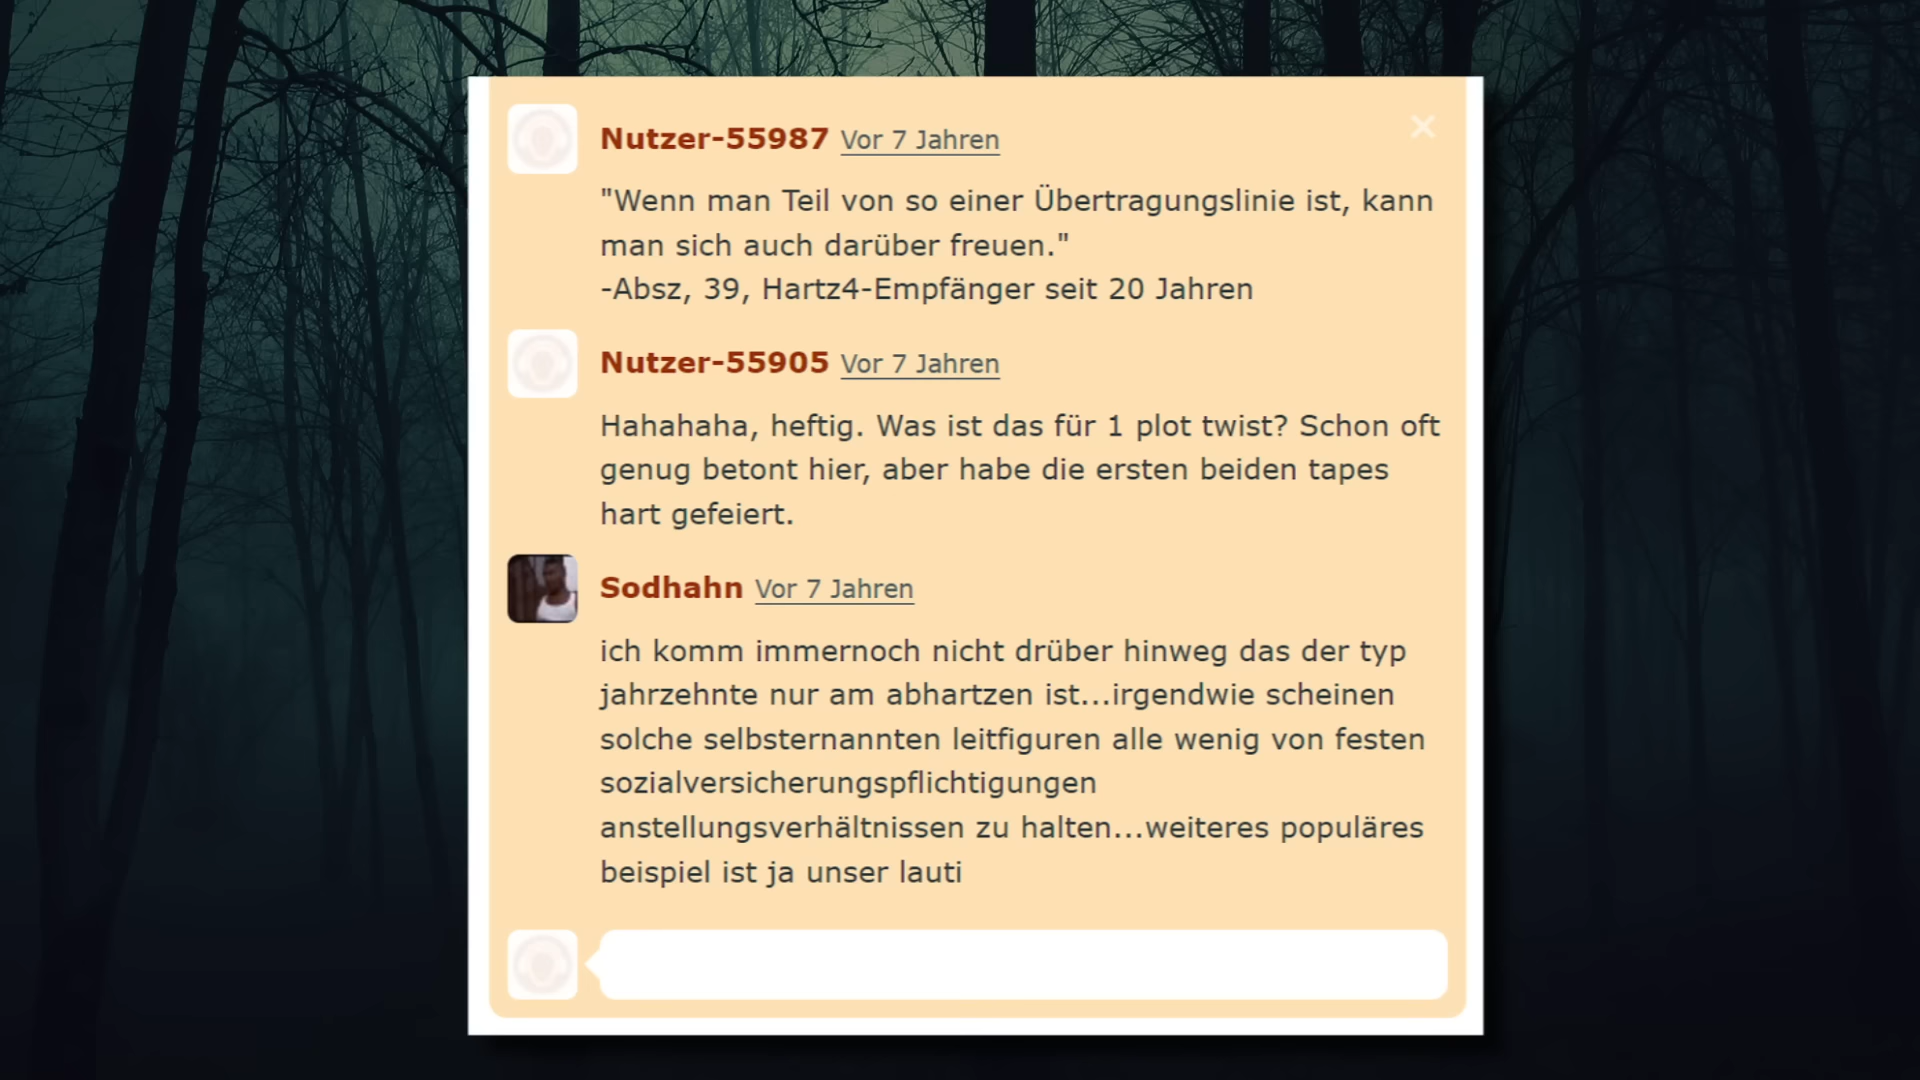 Nutzer-55987 Vor 7 Jahren
"Wenn man Teil von so einer Übertragungslinie ist, kann
man sich auch darüber freuen."
-Absz, 39, Hartz4-Empfänger seit 20 Jahren
Nutzer-55905 Vor 7 Jahren
Hahahaha, heftig. Was ist das für 1 plot twist? Schon oft
genug betont hier, aber habe die ersten beiden tapes
hart gefeiert.
Sodhahn Vor 7 Jahren
ich komm immernoch nicht drüber hinweg das der typ
jahrzehnte nur am abhartzen ist...irgendwie scheinen
solche selbsternannten leitfiguren alle wenig von festen
sozialversicherungspflichtigungen
anstellungsverhältnissen zu halten...weiteres populäres
beispiel ist ja unser lauti